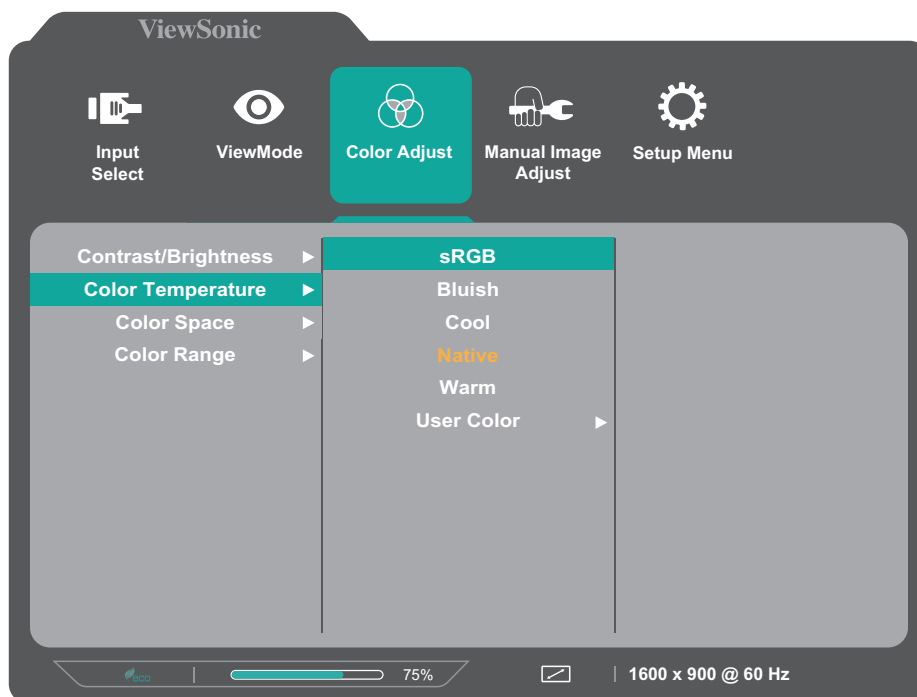 ViewSonic
Input
Select
ViewMode
Color Adjust
Manual Image
Adjust
Setup Menu
Contrast/Brightness
Color Temperature
Color Space
Color Range
sRGB
Bluish
Cool
Native
Warm
User Color
eco
75%
1600 x 900 @ 60 Hz